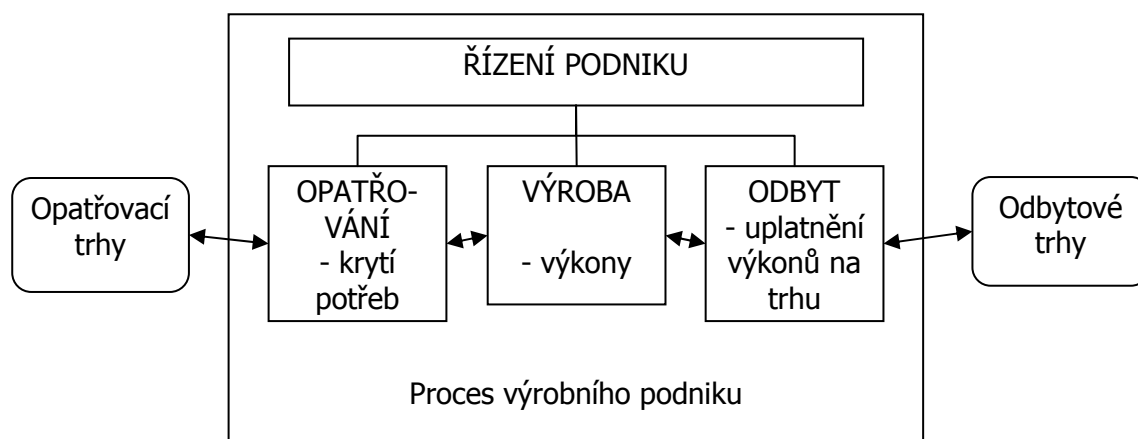 ŘÍZENÍ PODNIKU
Opatřovací
trhy
OPATŘO-
VÁNÍ
- krytí
potřeb
VÝROBA
- výkony
ODBYT
- uplatnění
výkonů na
trhu
Odbytové
trhy
Proces výrobního podniku